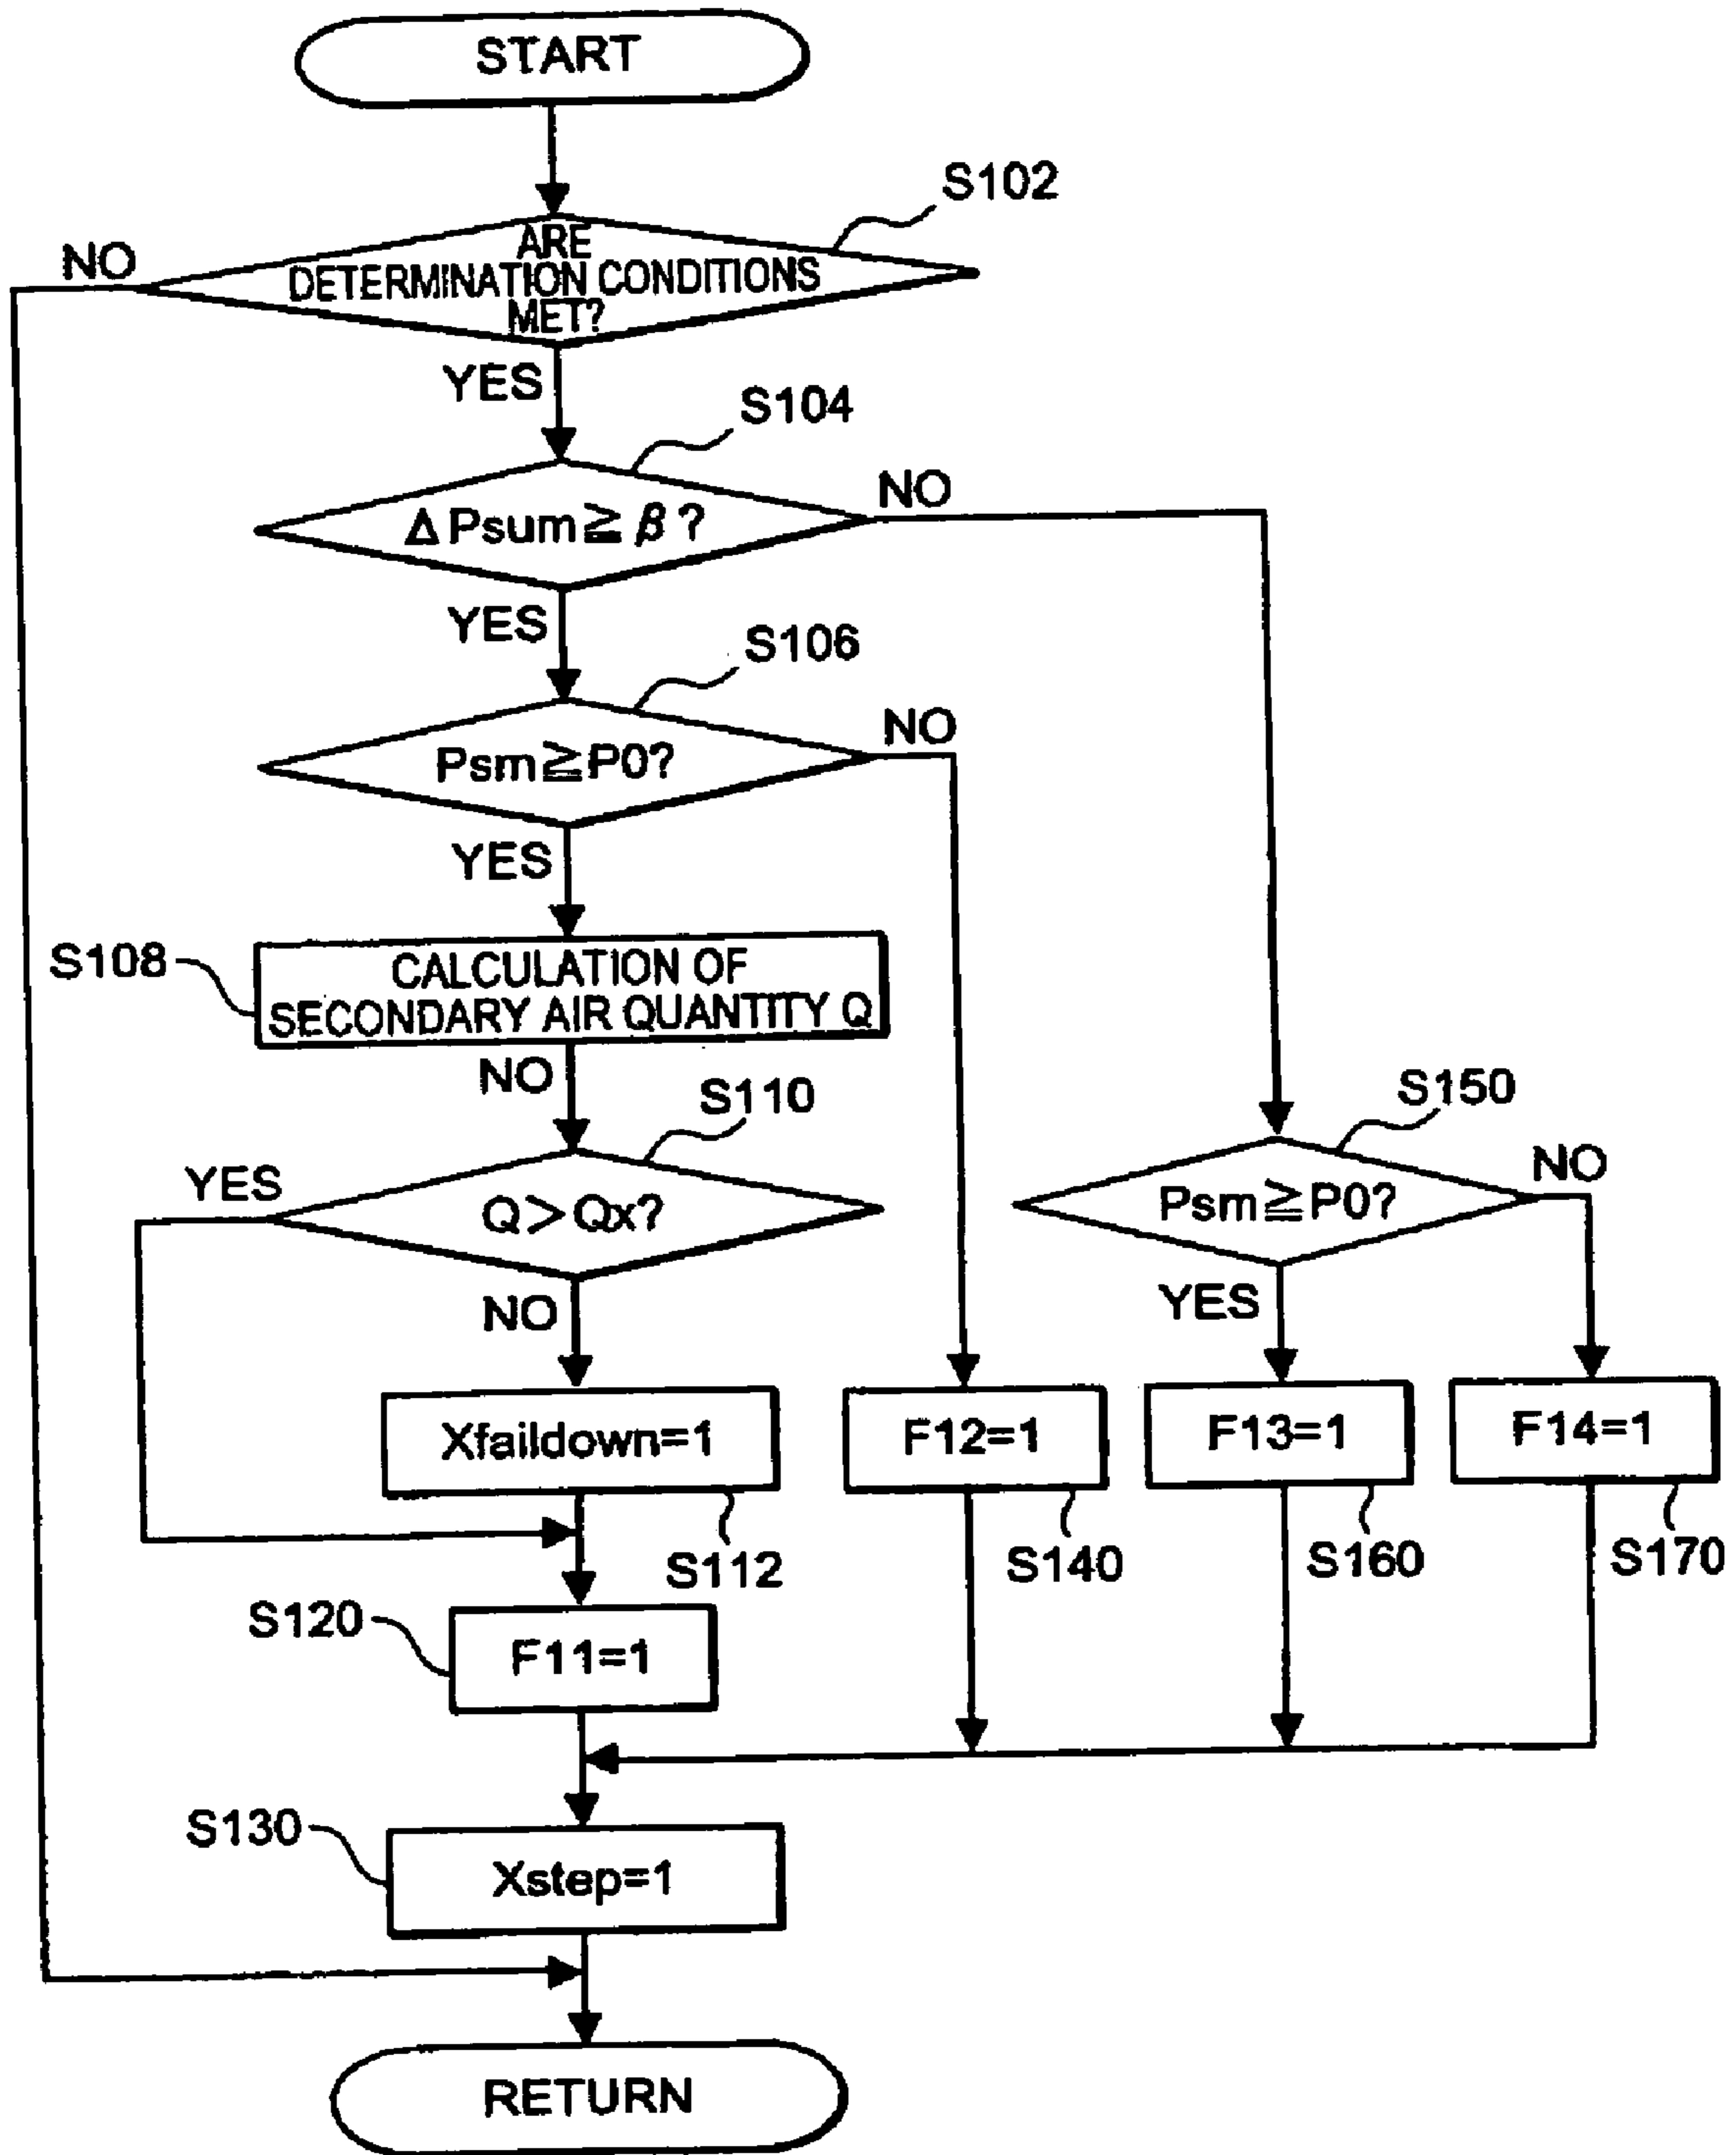 START
S102
NO
ARE
DETERMINATION CONDITIONS
MET?
YES
S104
NO
Δ Psum ≧ β ?
YES
S106
NO
Psm ≧ P0?
YES
S108
CALCULATION OF
SECONDARY AIR QUANTITY Q
NO
S110
S150
YES
NO
Q > Qx?
Psm ≧ P0?
NO
YES
Xfaildown=1
F12=1
F13=1
F14=1
S112
S140
S160
S170
S120
F11=1
S130
Xstep=1
RETURN